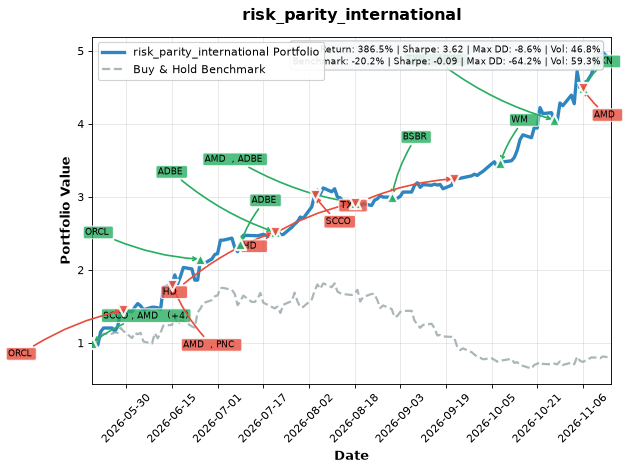 risk_parity_international
risk_parity_international Portfolio
Buy & Hold Benchmark
Return: 386.5% | Sharpe: 3.62 | Max DD: -8.6% | Vol: 46.8%
Benchmark: -20.2% | Sharpe: -0.09 | Max DD: -64.2% | Vol: 59.3%
AMD
WM
BSBR
AMD , ADBE
ADBE
ADBE
TXN
SCCO
ORCL
HD
HD
SCCO , AMD (+4)
AMD , PNC
ORCL
Portfolio Value
5
4
3
2
1
2026-05-30
2026-06-15
2026-07-01
2026-07-17
2026-08-02
2026-08-18
2026-09-03
2026-09-19
2026-10-05
2026-10-21
2026-11-06
Date